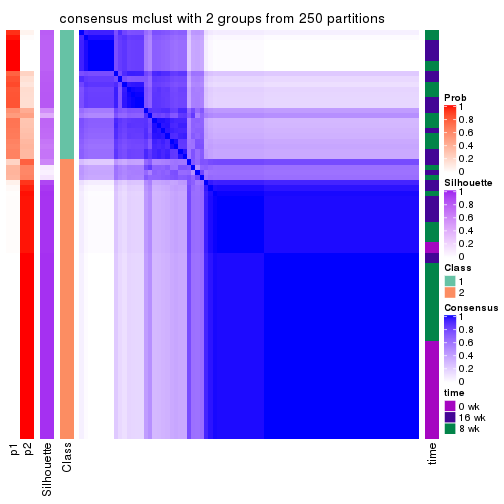 consensus mclust with 2 groups from 250 partitions
Prob
1
0.8
0.6
0.4
0.2
0
Silhouette
1
0.8
0.6
0.4
0.2
0
Class
1
2
Consensus
1
0.8
0.6
0.4
0.2
0
time
0 wk
16 wk
8 wk
p1
p2
Silhouette
Class
time